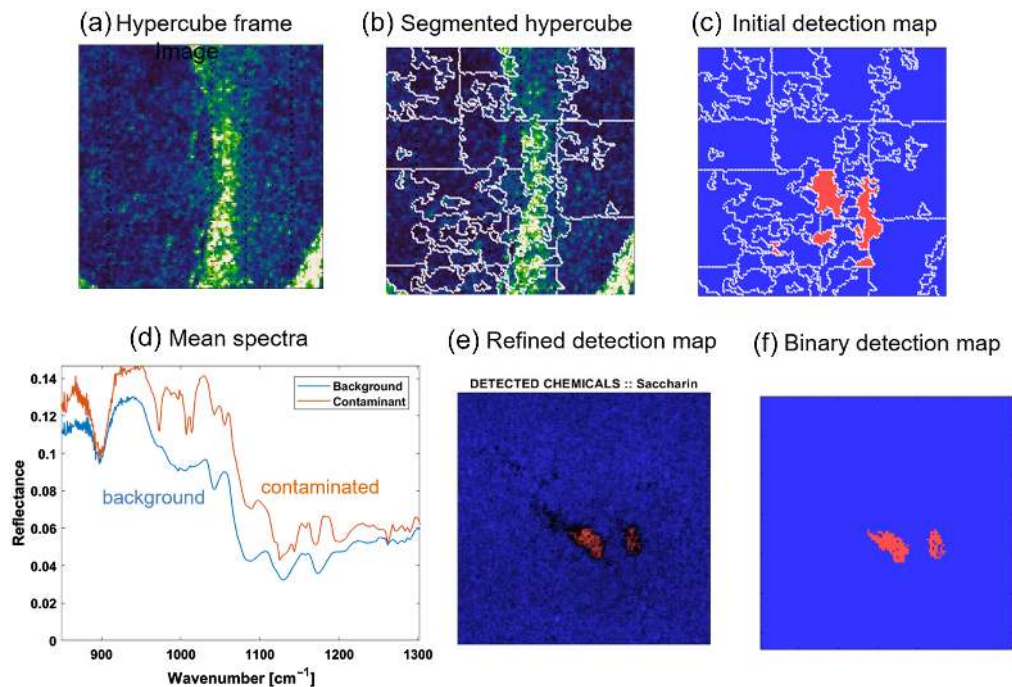 (a) Hypercube frame
Image
(b) Segmented hypercube
(c) Initial detection map
(d) Mean spectra
0.14
0.12
0.1
0.08
0.06
0.04
0.02
0
Reflectance
Background
Contaminant
background
contaminated
900
1000
1100
1200
1300
Wavenumber [cm⁻¹]
(e) Refined detection map
DETECTED CHEMICALS :: Saccharin
(f) Binary detection map